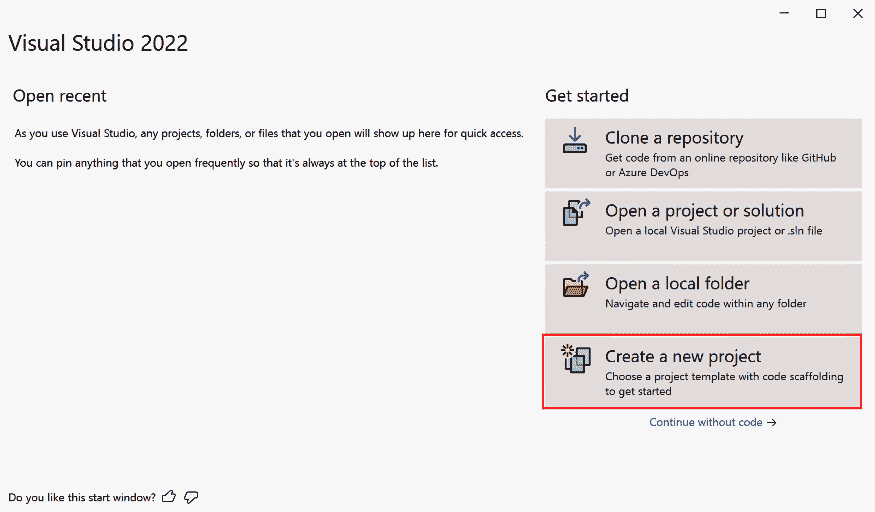 Visual Studio 2022
Open recent
As you use Visual Studio, any projects, folders, or files that you open will show up here for quick access.
You can pin anything that you open frequently so that it's always at the top of the list.
Get started
Clone a repository
Get code from an online repository like GitHub
or Azure DevOps
Open a project or solution
Open a local Visual Studio project or .sln file
Open a local folder
Navigate and edit code within any folder
Create a new project
Choose a project template with code scaffolding
to get started
Continue without code →
Do you like this start window?